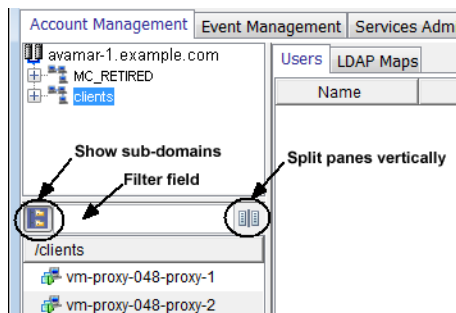 Account Management Event Management Services Adm
avamar-1.example.com
Users LDAP Maps
MC_RETIRED
Name
clients
Show sub-domains
Split panes vertically
Filter field
/clients
vm-proxy-048-proxy-1
vm-proxy-048-proxy-2